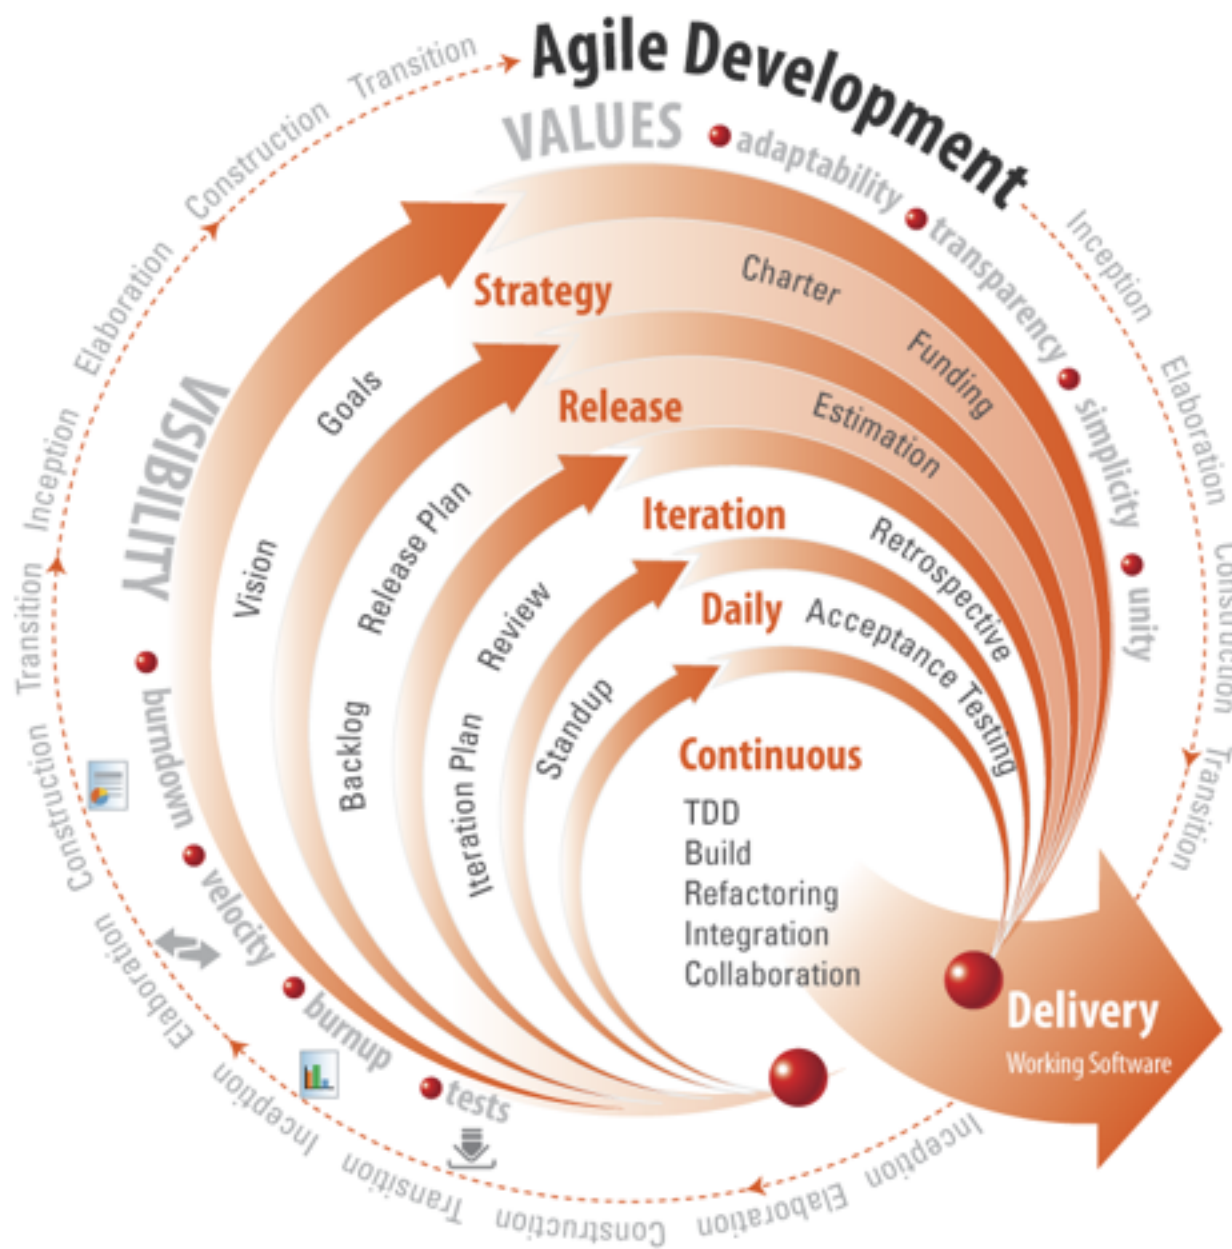 Agile Development
VALUES
adaptability
transparency
simplicity
unity
Inception
Elaboration
Construction
Transition
Inception
Elaboration
Construction
Transition
Inception
Elaboration
Construction
Transition
Inception
Elaboration
Construction
Transition
VISIBILITY
burndown
velocity
burnup
tests
Strategy
Charter
Funding
Goals
Vision
Release
Estimation
Release Plan
Backlog
Iteration
Retrospective
Review
Iteration Plan
Daily
Acceptance Testing
Standup
Continuous
TDD
Build
Refactoring
Integration
Collaboration
Delivery
Working Software